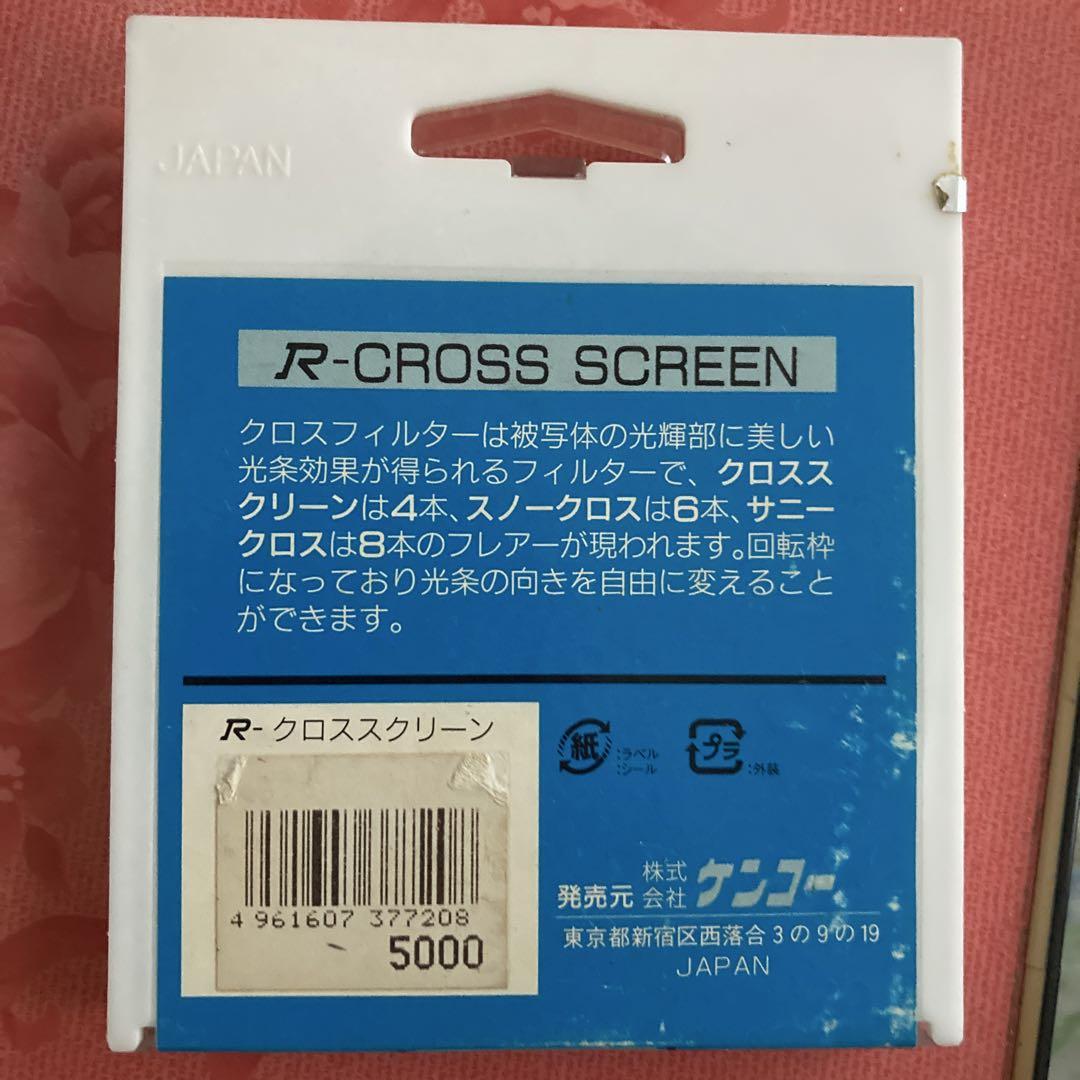 JAPAN
R-CROSS SCREEN
クロスフィルターは被写体の光輝部に美しい
光条効果が得られるフィルターで、クロスス
クリーンは4本、スノークロスは6本、サニー
クロスは8本のフレアーが現われます。回転枠
になっており光条の向きを自由に変えること
ができます。
R-クロススクリーン
4 961607 377208
5000
紙
:ラベル
:シール
プラ
:外装
発売元 株式会社 ケンコー
東京都新宿区西落合3の9の19
JAPAN